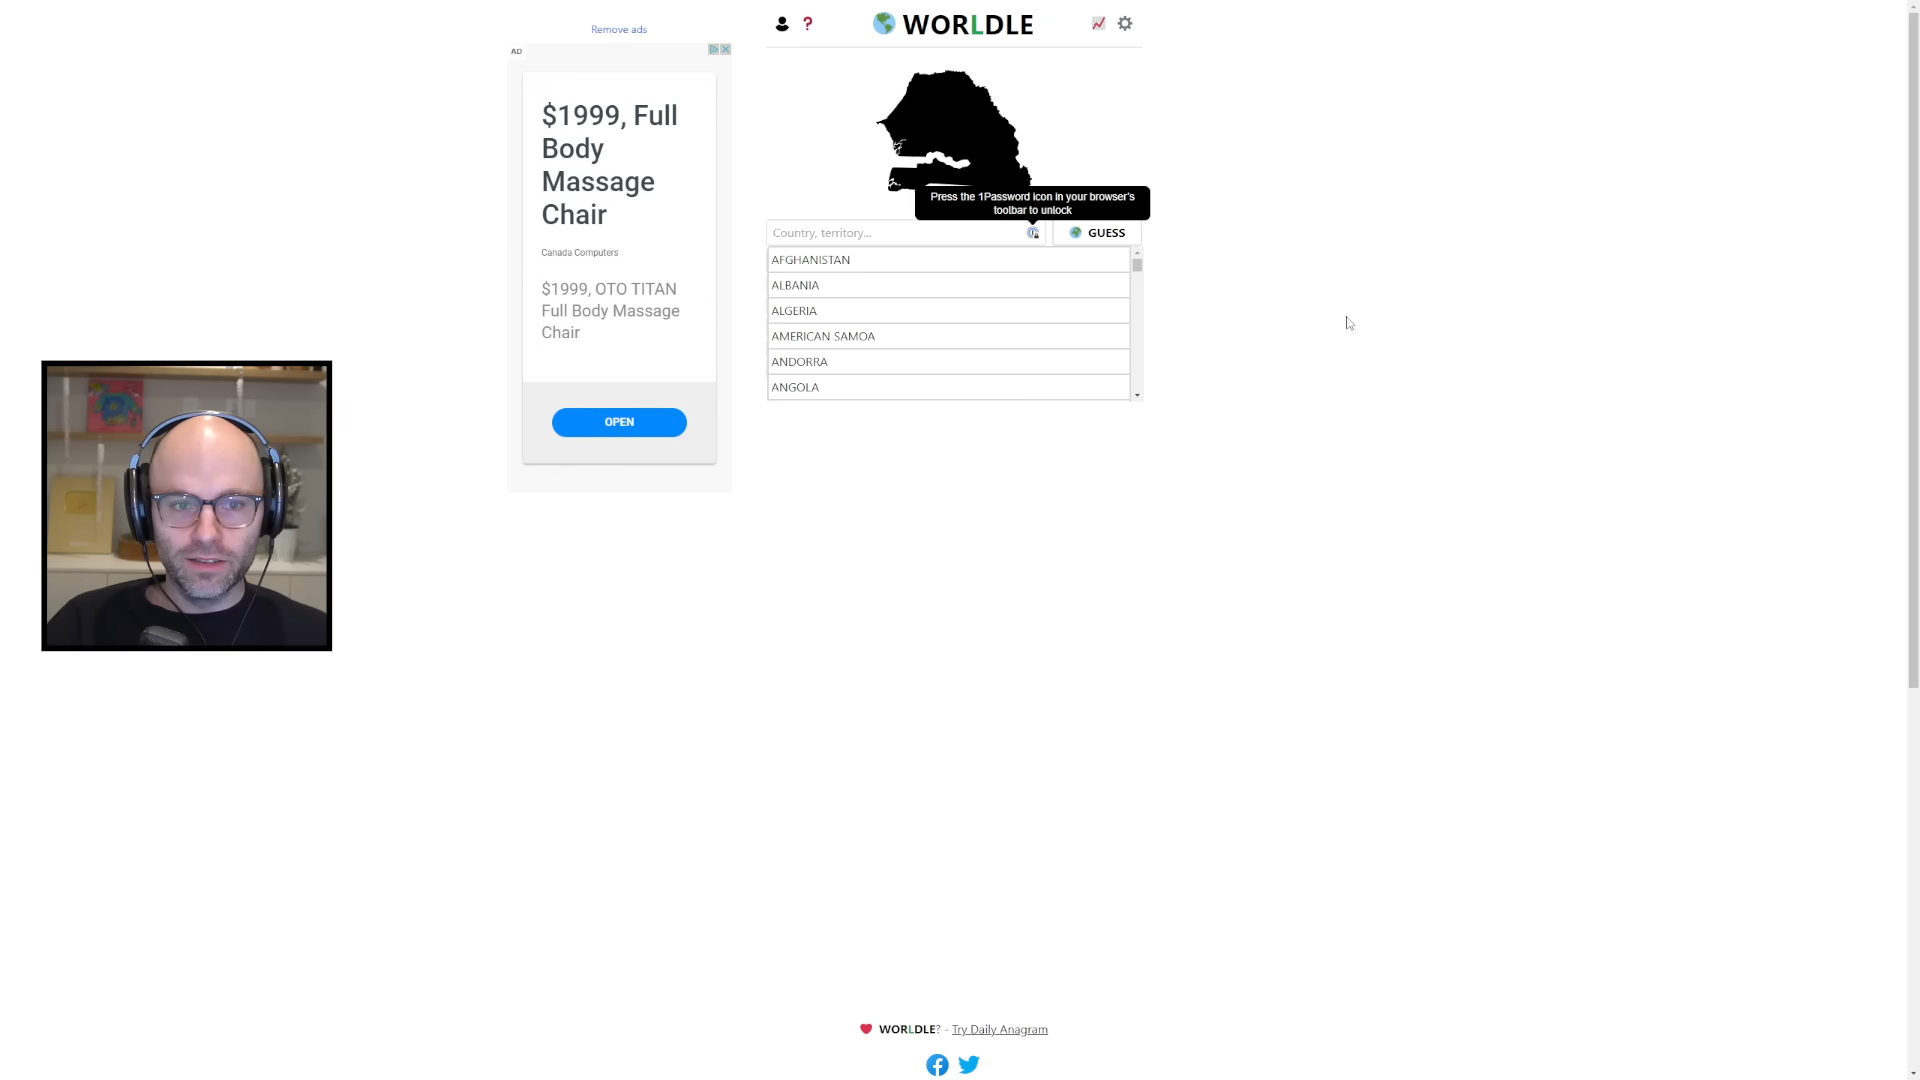 Remove ads
AD
$1999, Full
Body
Massage
Chair
Canada Computers
$1999, OTO TITAN
Full Body Massage
Chair
OPEN
?
WORLDLE
Press the 1Password icon in your browser's
toolbar to unlock
Country, territory...
GUESS
AFGHANISTAN
ALBANIA
ALGERIA
AMERICAN SAMOA
ANDORRA
ANGOLA
WORLDLE? - Try Daily Anagram